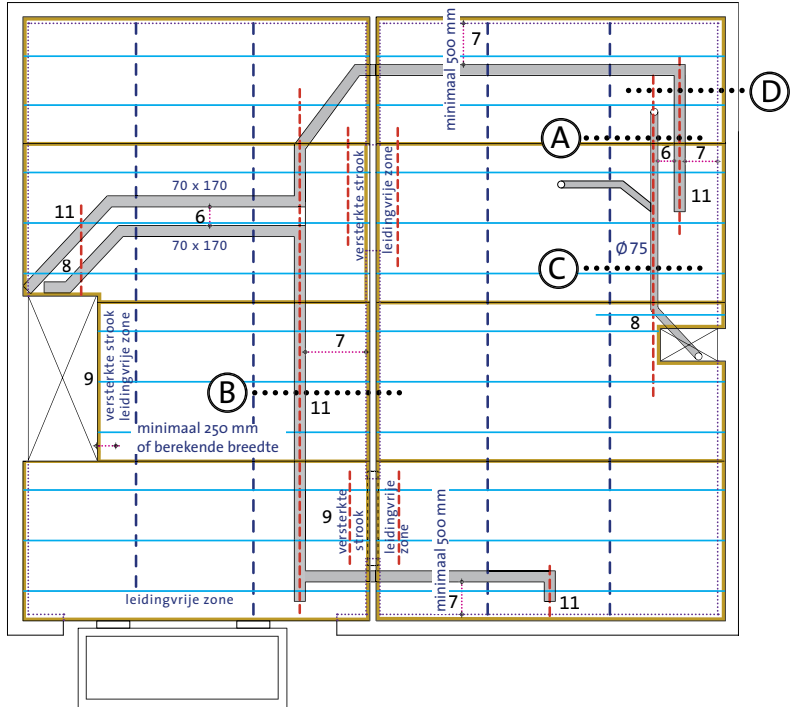 minimaal 500 mm
7
D
A
6
7
versterkte strook
leidingvrije zone
70 x 170
11
11
6
70 x 170
Ø 75
8
C
8
versterkte strook
leidingvrije zone
7
9
B
11
minimaal 250 mm
of berekende breedte
9
versterkte
strook
leidingvrije
zone
minimaal 500 mm
leidingvrije zone
7
11